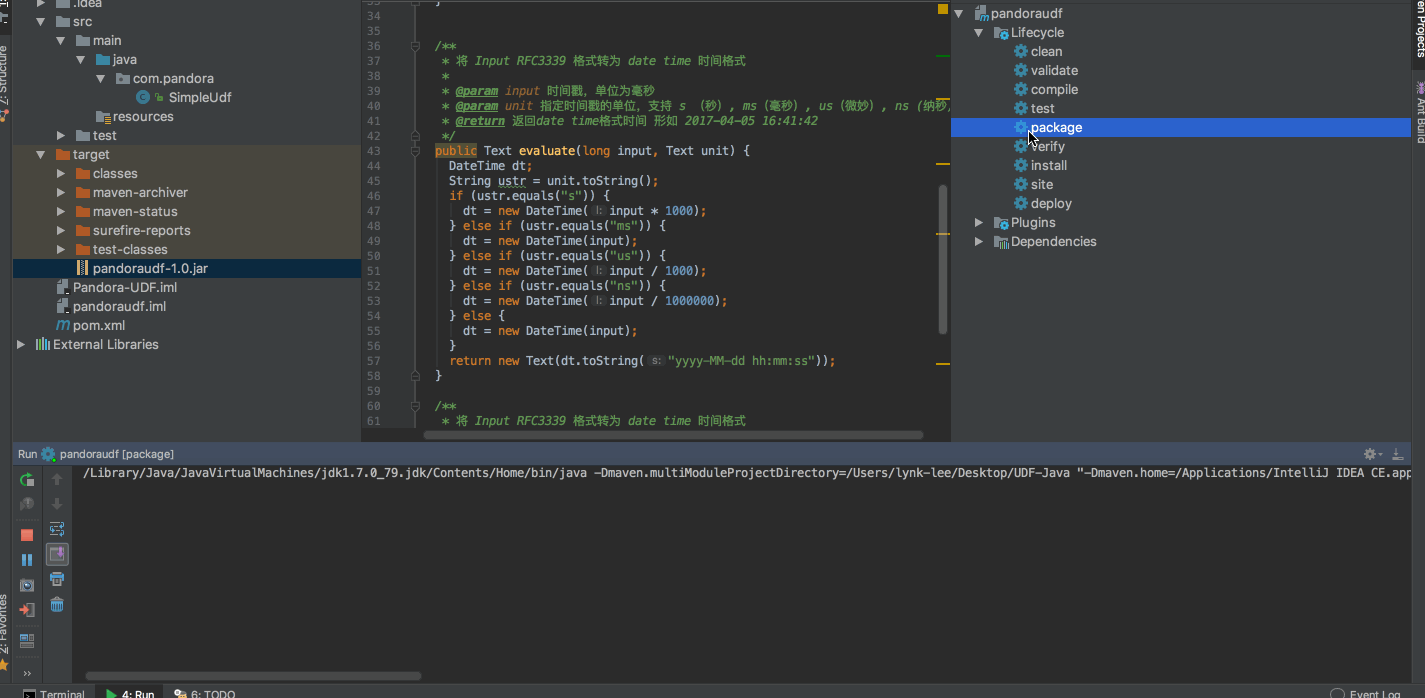 .idea
src
main
java
com.pandora
SimpleUdf
resources
test
target
classes
maven-archiver
maven-status
surefire-reports
test-classes
pandoraudf-1.0.jar
Pandora-UDF.iml
pandoraudf.iml
pom.xml
External Libraries
Z: Structure
2: Favorites
33 }
34
35
36 /**
37 * 将 Input RFC3339 格式转为 date time 时间格式
38 *
39 * @param input 时间戳，单位为毫秒
40 * @param unit 指定时间戳的单位，支持 s （秒）, ms（毫秒）, us（微妙）, ns (纳秒
41 * @return 返回date time格式时间 形如 2017-04-05 16:41:42
42 */
43 public Text evaluate(long input, Text unit) {
44 DateTime dt;
45 String ustr = unit.toString();
46 if (ustr.equals("s")) {
47 dt = new DateTime( l: input * 1000);
48 } else if (ustr.equals("ms")) {
49 dt = new DateTime(input);
50 } else if (ustr.equals("us")) {
51 dt = new DateTime( l: input / 1000);
52 } else if (ustr.equals("ns")) {
53 dt = new DateTime( l: input / 1000000);
54 } else {
55 dt = new DateTime(input);
56 }
57 return new Text(dt.toString( s: "yyyy-MM-dd hh:mm:ss"));
58 }
59
60 /**
61 * 将 Input RFC3339 格式转为 date time 时间格式
pandoraudf
Lifecycle
clean
validate
compile
test
package
verify
install
site
deploy
Plugins
Dependencies
en Projects
Ant Build
Run pandoraudf [package]
/Library/Java/JavaVirtualMachines/jdk1.7.0_79.jdk/Contents/Home/bin/java -Dmaven.multiModuleProjectDirectory=/Users/lynk-lee/Desktop/UDF-Java "-Dmaven.home=/Applications/IntelliJ IDEA CE.app
Terminal
4: Run
6: TODO
Event Log